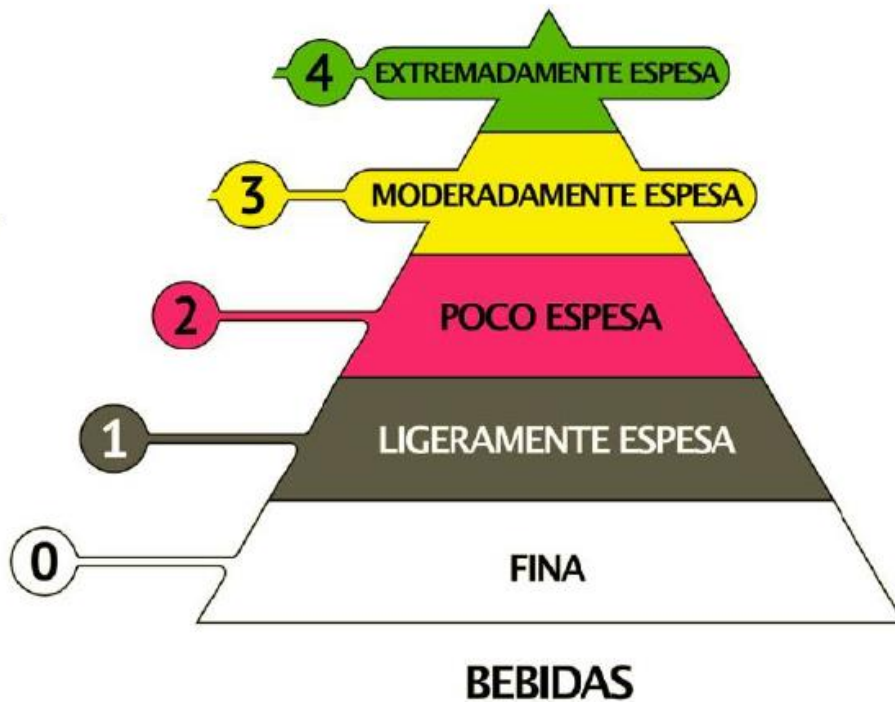 4 EXTREMADAMENTE ESPESA
3 MODERADAMENTE ESPESA
2 POCO ESPESA
1 LIGERAMENTE ESPESA
0 FINA
BEBIDAS